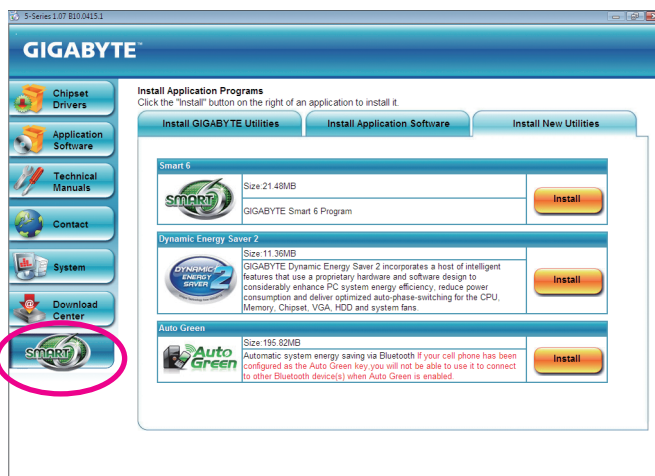 5-Series 1.07 B10.0415.1
GIGABYTE™
Chipset
Drivers
Application
Software
Technical
Manuals
Contact
System
Download
Center
SMART 6
Install Application Programs
Click the "Install" button on the right of an application to install it.
Install GIGABYTE Utilities
Install Application Software
Install New Utilities
Smart 6
SMART 6
Size:21.48MB
GIGABYTE Smart 6 Program
Install
Dynamic Energy Saver 2
DYNAMIC
ENERGY
SAVER 2
Size:11.36MB
GIGABYTE Dynamic Energy Saver 2 incorporates a host of intelligent
features that use a proprietary hardware and software design to
considerably enhance PC system energy efficiency, reduce power
consumption and deliver optimized auto-phase-switching for the CPU,
Memory, Chipset, VGA, HDD and system fans.
Install
Auto Green
Auto
Green
Size:195.82MB
Automatic system energy saving via Bluetooth If your cell phone has been
configured as the Auto Green key,you will not be able to use it to connect
to other Bluetooth device(s) when Auto Green is enabled.
Install